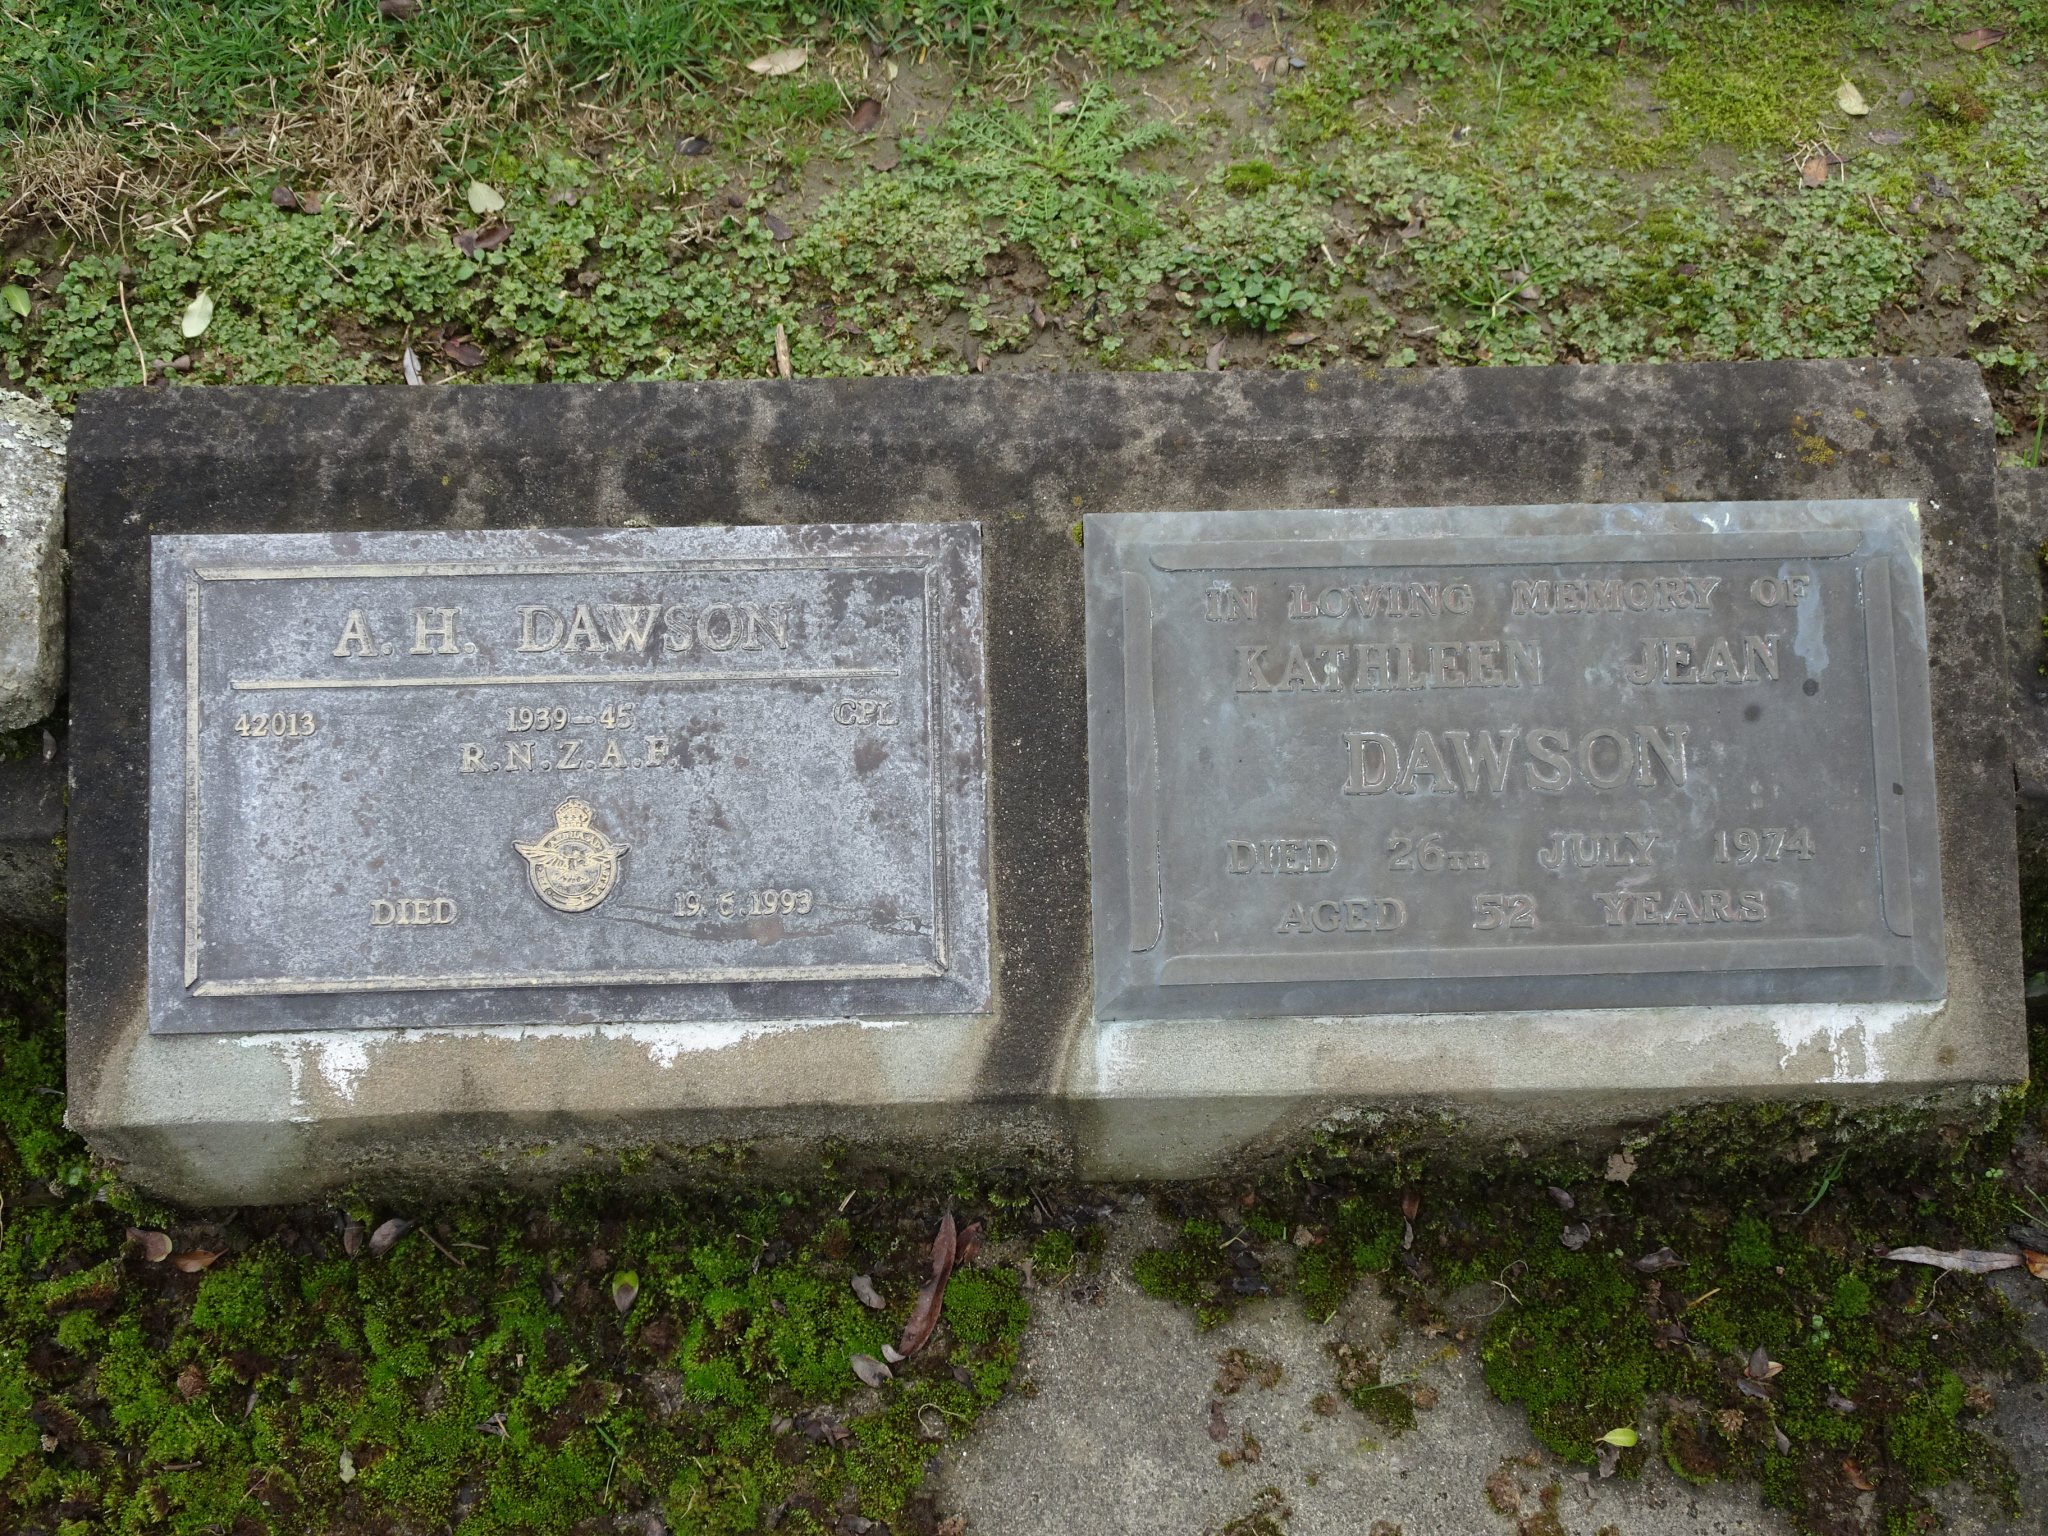 A. H. DAWSON
42013 1939-45 CPL
R.N.Z.A.F.
DIED 19.6.1993
IN LOVING MEMORY OF
KATHLEEN JEAN
DAWSON
DIED 26TH JULY 1974
AGED 52 YEARS